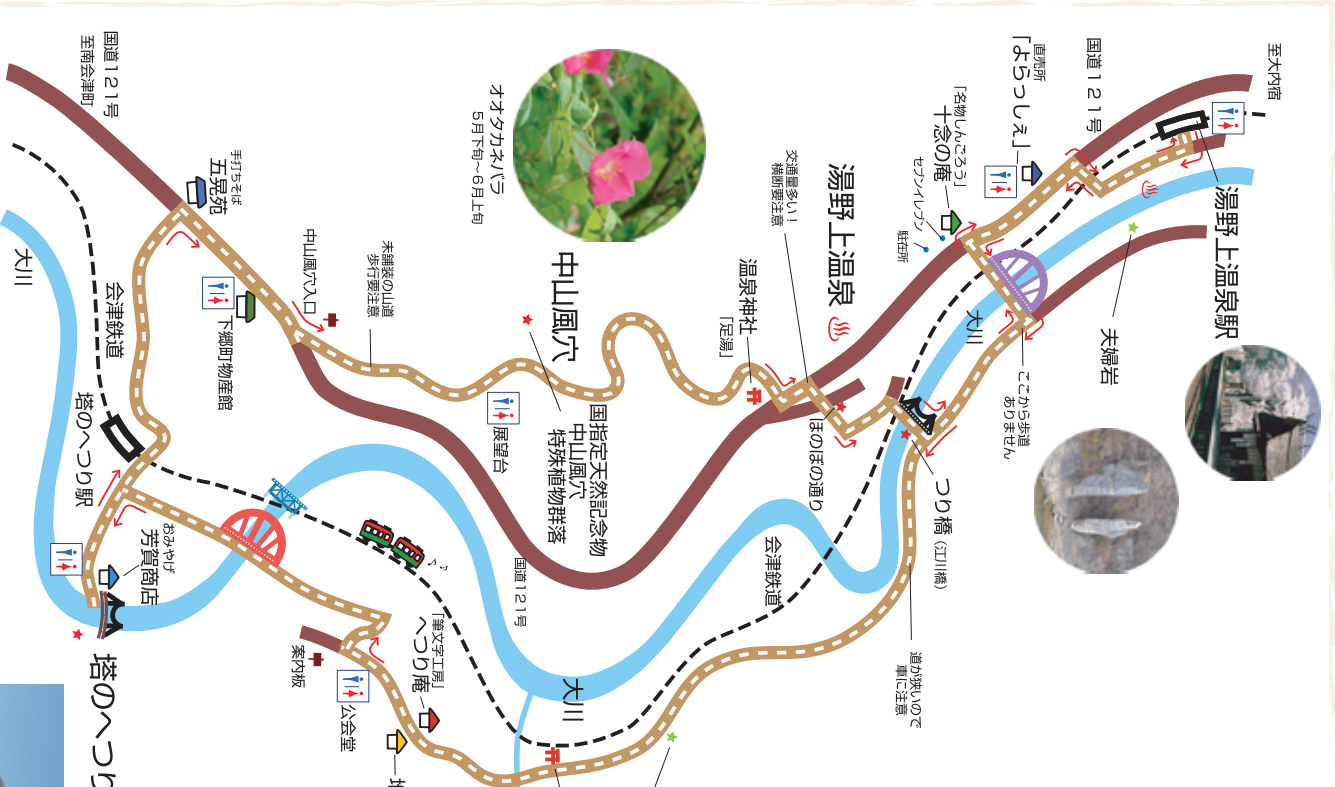 至大内宿
湯野上温泉駅
国道121号
夫婦岩
直売所
「よらっしぇ」
ここから歩道
ありません
「名物しんごろう」
十念の庵
大川
つり橋(江川橋)
セブンイレブン
駐在所
道が狭いので
車に注意
湯野上温泉
ほのぼの通り
交通量多い!
横断要注意
会津鉄道
温泉神社
「足湯」
国指定天然記念物
中山風穴
特殊植物群落
中山風穴
大川
国道121号
オオタカネバラ
5月下旬~6月上旬
展望台
「筆文字工房」
へつり庵
未舗装の山道
歩行要注意
公会堂
中山風穴入口
案内板
手打ちそば
五晃苑
下郷町物産館
おみやげ
芳賀商店
国道121号
至南会津町
会津鉄道
塔のへつり駅
塔のへつり
大川